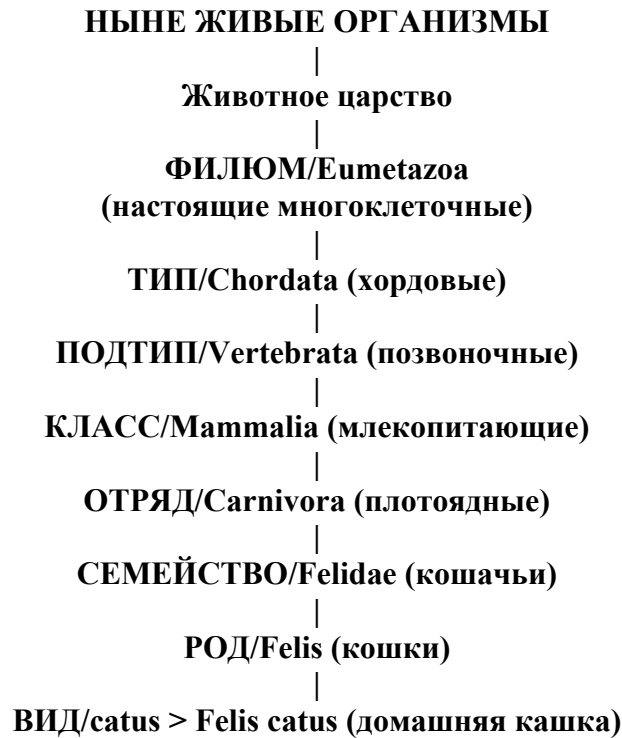 НЫНЕ ЖИВЫЕ ОРГАНИЗМЫ
|
Животное царство
|
ФИЛЮМ/Eumetazoa
(настоящие многоклеточные)
|
ТИП/Chordata (хордовые)
|
ПОДТИП/Vertebrata (позвоночные)
|
КЛАСС/Mammalia (млекопитающие)
|
ОТРЯД/Carnivora (плотоядные)
|
СЕМЕЙСТВО/Felidae (кошачьи)
|
РОД/Felis (кошки)
|
ВИД/catus > Felis catus (домашняя кашка)